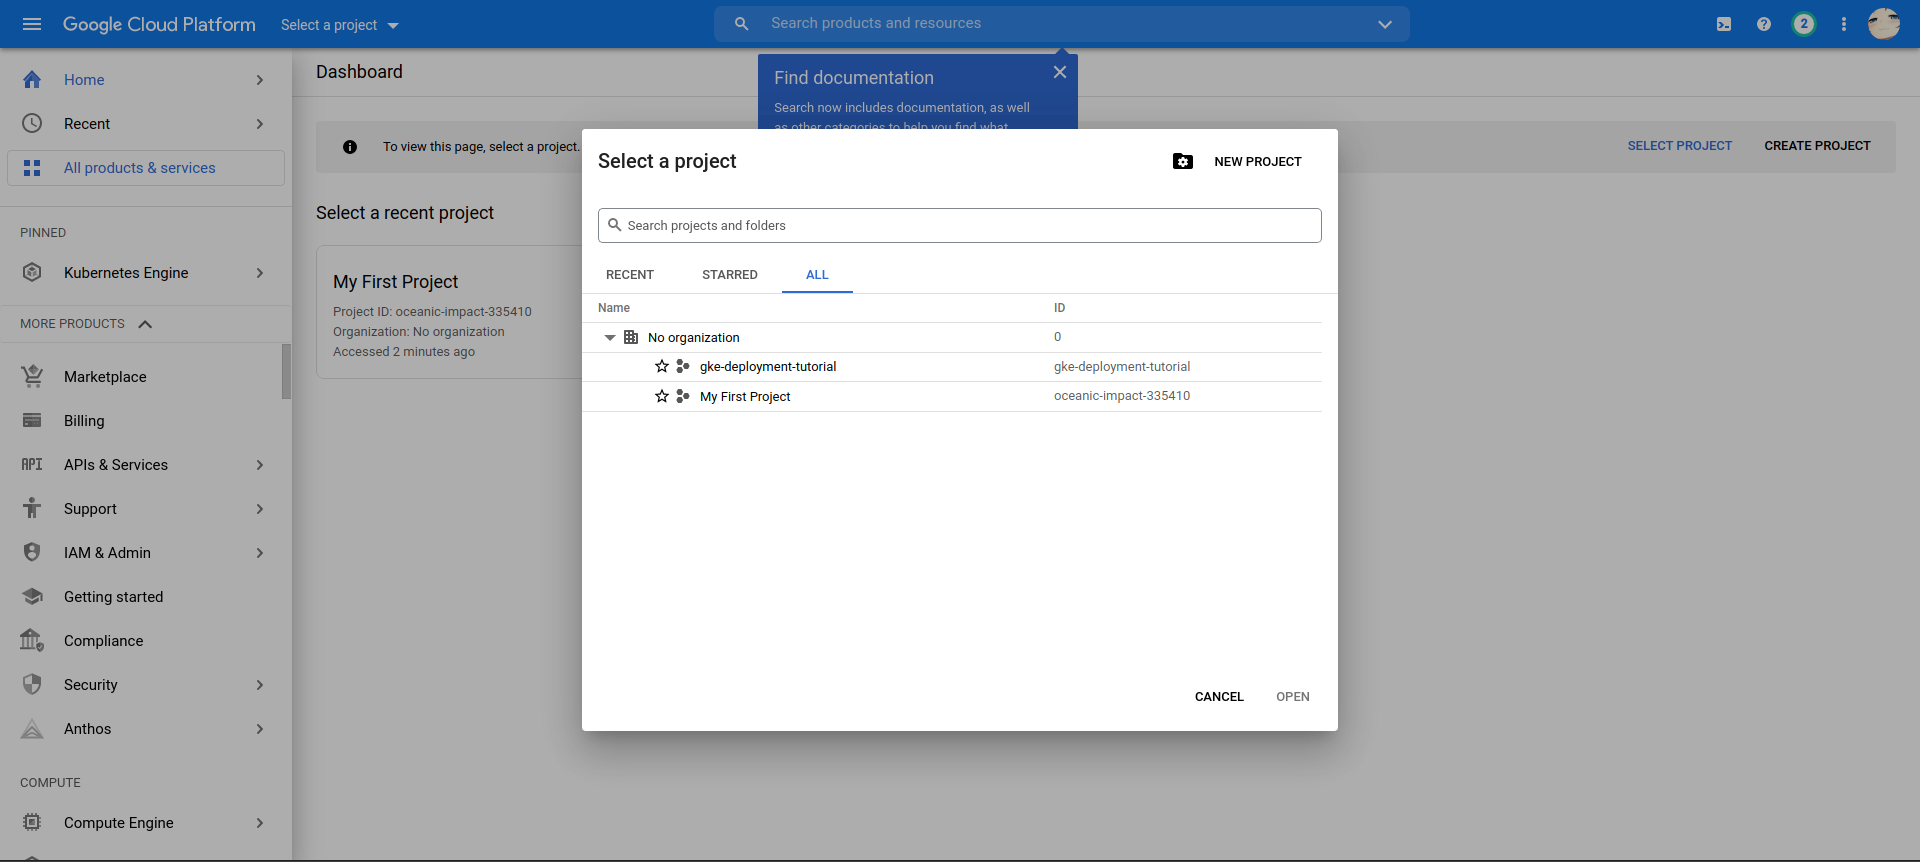 Google Cloud Platform
Select a project
Search products and resources
2
Home
Recent
All products & services
PINNED
Kubernetes Engine
MORE PRODUCTS
Marketplace
Billing
API
APIs & Services
Support
IAM & Admin
Getting started
Compliance
Security
Anthos
COMPUTE
Compute Engine
Dashboard
Find documentation
Search now includes documentation, as well
as other categories to help you find what
To view this page, select a project.
SELECT PROJECT
CREATE PROJECT
Select a recent project
My First Project
Project ID: oceanic-impact-335410
Organization: No organization
Accessed 2 minutes ago
Select a project
NEW PROJECT
Search projects and folders
RECENT
STARRED
ALL
Name
ID
No organization
0
gke-deployment-tutorial
gke-deployment-tutorial
My First Project
oceanic-impact-335410
CANCEL
OPEN